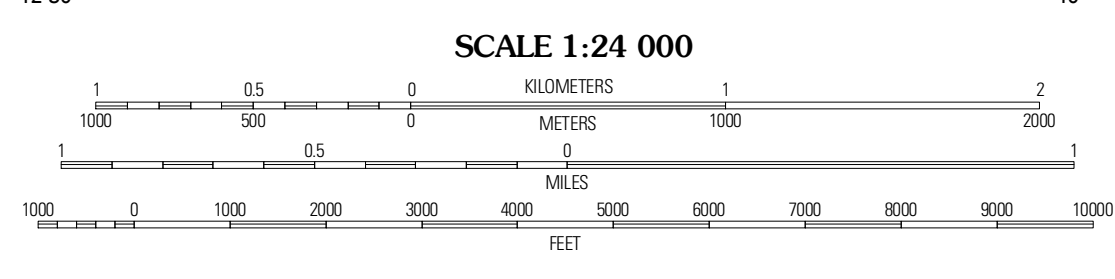 SCALE 1:24 000
1 0.5 0 KILOMETERS 1 2
1000 500 0 METERS 1000 2000
1 0.5 0 1
MILES
1000 0 1000 2000 3000 4000 5000 6000 7000 8000 9000 10000
FEET